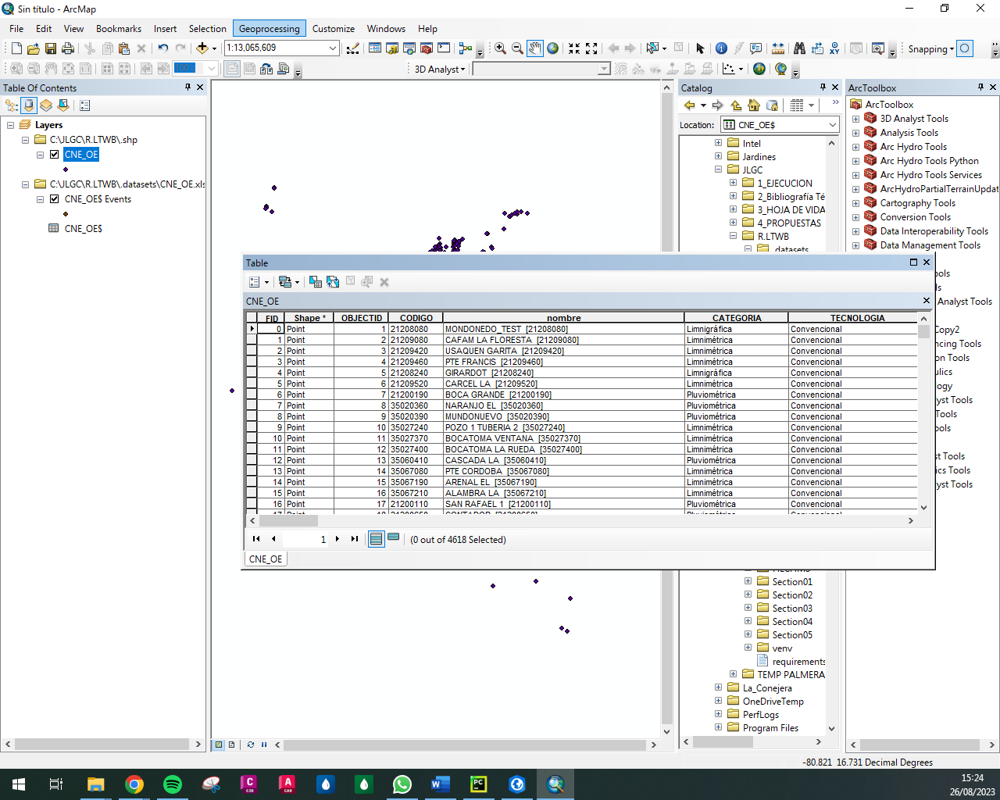 Sin título - ArcMap
File Edit View Bookmarks Insert Selection Geoprocessing Customize Windows Help
1:13,065,609
Snapping
100%
3D Analyst
Table Of Contents
Layers
C:\JLGC\R.LTWB\.shp
CNE_OE
C:\JLGC\R.LTWB\.datasets\CNE_OE.xls
CNE_OE$ Events
CNE_OE$
Catalog
Location: CNE_OE$
Intel
Jardines
JLGC
1_EJECUCION
2_Bibliografía Té
3_HOJA DE VIDA
4_PROPUESTAS
R.LTWB
.datasets
Section01
Section02
Section03
Section04
Section05
venv
requirements
TEMP PALMERA
La_Conejera
OneDriveTemp
PerfLogs
Program Files
ArcToolbox
ArcToolbox
3D Analyst Tools
Analysis Tools
Arc Hydro Tools
Arc Hydro Tools Python
Arc Hydro Tools Services
ArcHydroPartialTerrainUpdat
Cartography Tools
Conversion Tools
Data Interoperability Tools
Data Management Tools
ools
ls
Analyst Tools
Copy2
ncing Tools
on Tools
ulics
logy
lyst Tools
Tools
ools
st Tools
ics Tools
lyst Tools
Table
CNE_OE
FID Shape * OBJECTID CODIGO nombre CATEGORIA TECNOLOGIA
0 Point 1 21208080 MONDONEDO_TEST [21208080] Limnigráfica Convencional
1 Point 2 21209080 CAFAM LA FLORESTA [21209080] Limnimétrica Convencional
2 Point 3 21209420 USAQUEN GARITA [21209420] Limnimétrica Convencional
3 Point 4 21209460 PTE FRANCIS [21209460] Limnimétrica Convencional
4 Point 5 21208240 GIRARDOT [21208240] Limnigráfica Convencional
5 Point 6 21209520 CARCEL LA [21209520] Limnimétrica Convencional
6 Point 7 21200190 BOCA GRANDE [21200190] Pluviométrica Convencional
7 Point 8 35020360 NARANJO EL [35020360] Limnimétrica Convencional
8 Point 9 35020390 MUNDONUEVO [35020390] Pluviométrica Convencional
9 Point 10 35027240 POZO 1 TUBERIA 2 [35027240] Limnimétrica Convencional
10 Point 11 35027370 BOCATOMA VENTANA [35027370] Limnimétrica Convencional
11 Point 12 35027400 BOCATOMA LA RUEDA [35027400] Limnimétrica Convencional
12 Point 13 35060410 CASCADA LA [35060410] Pluviométrica Convencional
13 Point 14 35067080 PTE CORDOBA [35067080] Limnimétrica Convencional
14 Point 15 35067190 ARENAL EL [35067190] Limnimétrica Convencional
15 Point 16 35067210 ALAMBRA LA [35067210] Limnimétrica Convencional
16 Point 17 21200110 SAN RAFAEL 1 [21200110] Pluviométrica Convencional
1
(0 out of 4618 Selected)
CNE_OE
-80.821 16.731 Decimal Degrees
15:24
26/08/2023